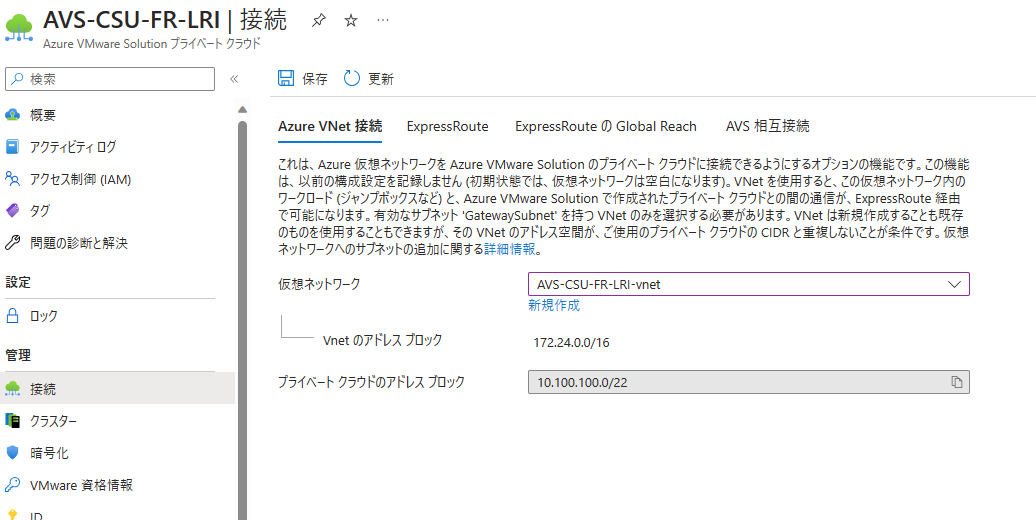 AVS-CSU-FR-LRI | 接続
Azure VMware Solution プライベート クラウド
検索
保存
更新
概要
アクティビティ ログ
アクセス制御 (IAM)
タグ
問題の診断と解決
設定
ロック
管理
接続
クラスター
暗号化
VMware 資格情報
ID
Azure VNet 接続
ExpressRoute
ExpressRoute の Global Reach
AVS 相互接続
これは、Azure 仮想ネットワークを Azure VMware Solution のプライベート クラウドに接続できるようにするオプションの機能です。この機能
は、以前の構成設定を記録しません (初期状態では、仮想ネットワークは空白になります)。VNet を使用すると、この仮想ネットワーク内の
ワークロード (ジャンプボックスなど) と、Azure VMware Solution で作成されたプライベート クラウドとの間の通信が、ExpressRoute 経由
で可能になります。有効なサブネット 'GatewaySubnet' を持つ VNet のみを選択する必要があります。VNet は新規作成することも既存
のものを使用することもできますが、その VNet のアドレス空間が、ご使用のプライベート クラウドの CIDR と重複しないことが条件です。仮想
ネットワークへのサブネットの追加に関する詳細情報。
仮想ネットワーク
AVS-CSU-FR-LRI-vnet
新規作成
Vnet のアドレス ブロック
172.24.0.0/16
プライベート クラウドのアドレス ブロック
10.100.100.0/22